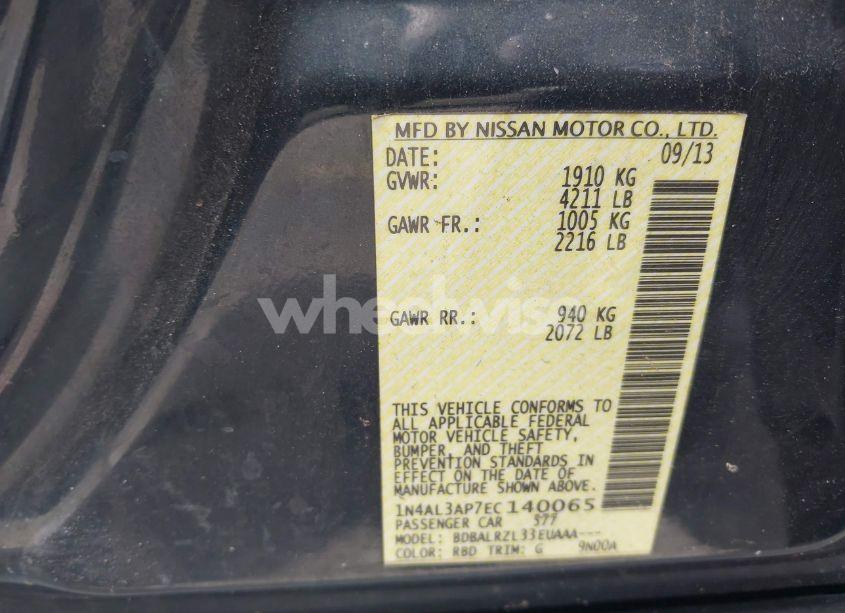 MFD BY NISSAN MOTOR CO., LTD.
DATE: 09/13
GVWR: 1910 KG
4211 LB
GAWR FR.: 1005 KG
2216 LB
GAWR RR.: 940 KG
2072 LB
THIS VEHICLE CONFORMS TO
ALL APPLICABLE FEDERAL
MOTOR VEHICLE SAFETY,
BUMPER, AND THEFT
PREVENTION STANDARDS IN
EFFECT ON THE DATE OF
MANUFACTURE SHOWN ABOVE.
1N4AL3AP7EC140065
PASSENGER CAR 577
MODEL: BDBALRZL33EUAAA---
COLOR: RBD TRIM: G 9N00A
wheelwise